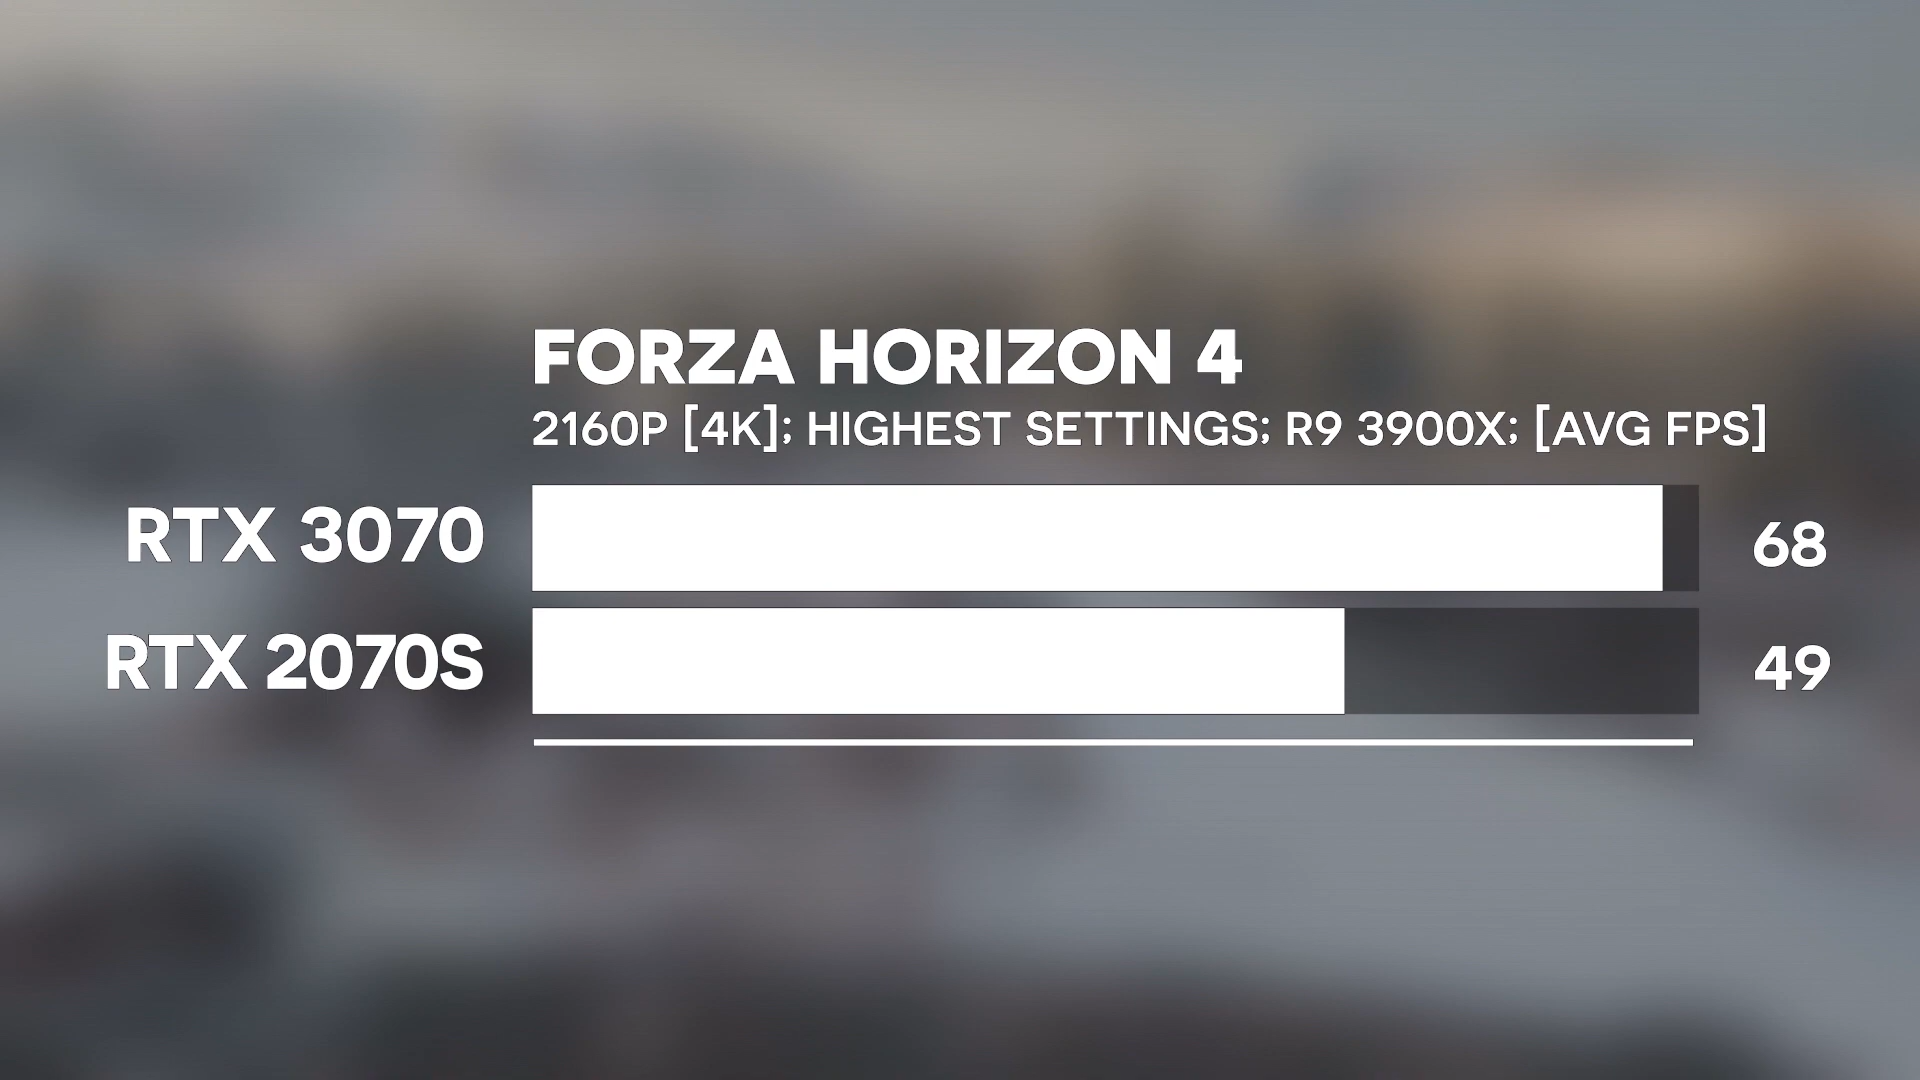 FORZA HORIZON 4
2160P [4K]; HIGHEST SETTINGS; R9 3900X; [AVG FPS]
RTX 3070 68
RTX 2070S 49